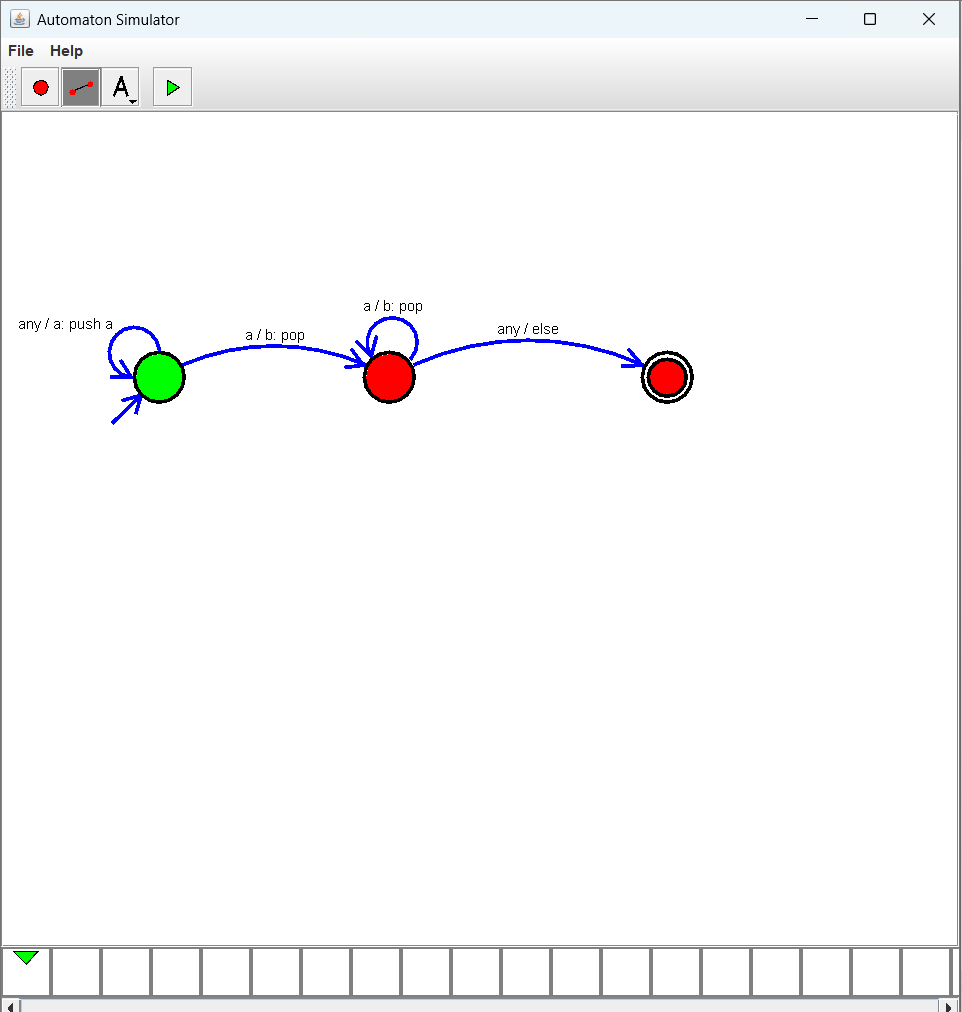 Automaton Simulator
File Help
A
a / b: pop
any / a: push a
a / b: pop
any / else